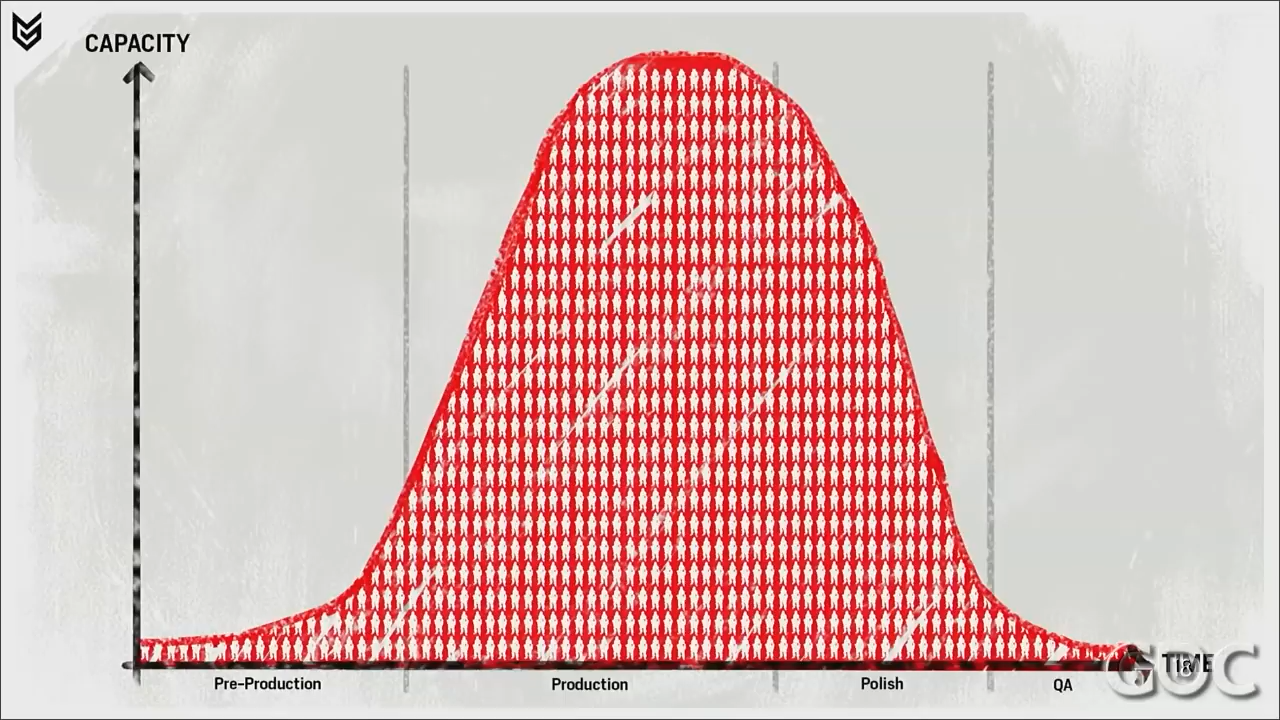 CAPACITY
TIME
Pre-Production
Production
Polish
QA
GDC